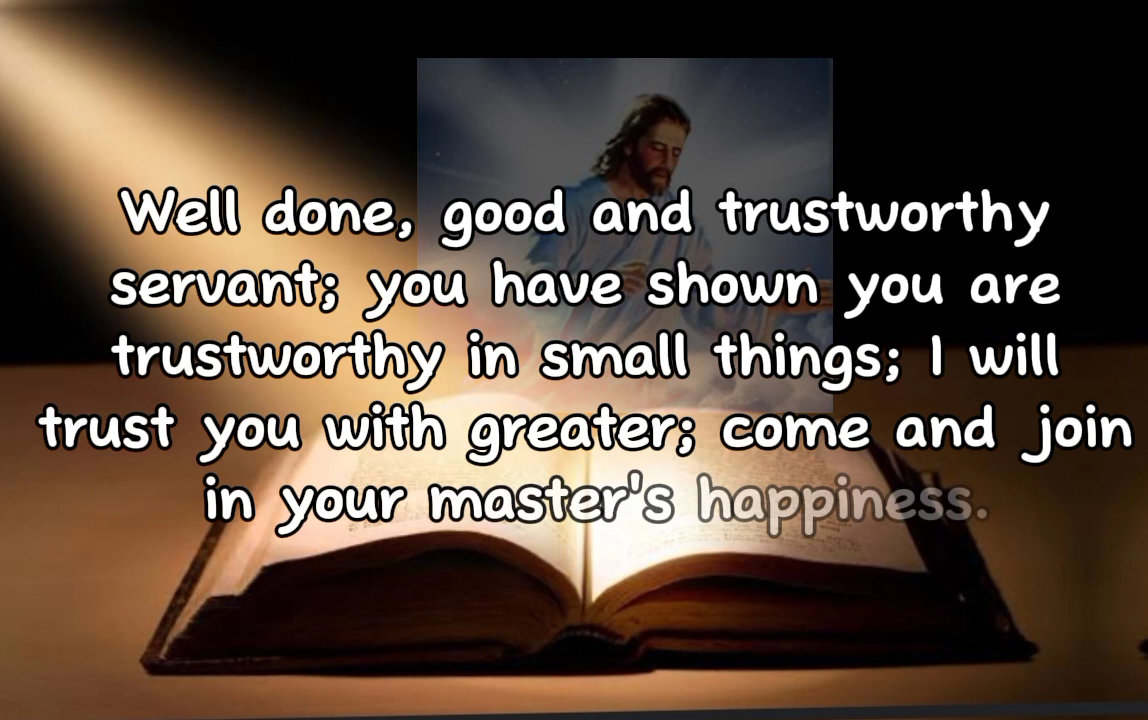 Well done, good and trustworthy
servant; you have shown you are
trustworthy in small things; I will
trust you with greater; come and join
in your master's happiness.